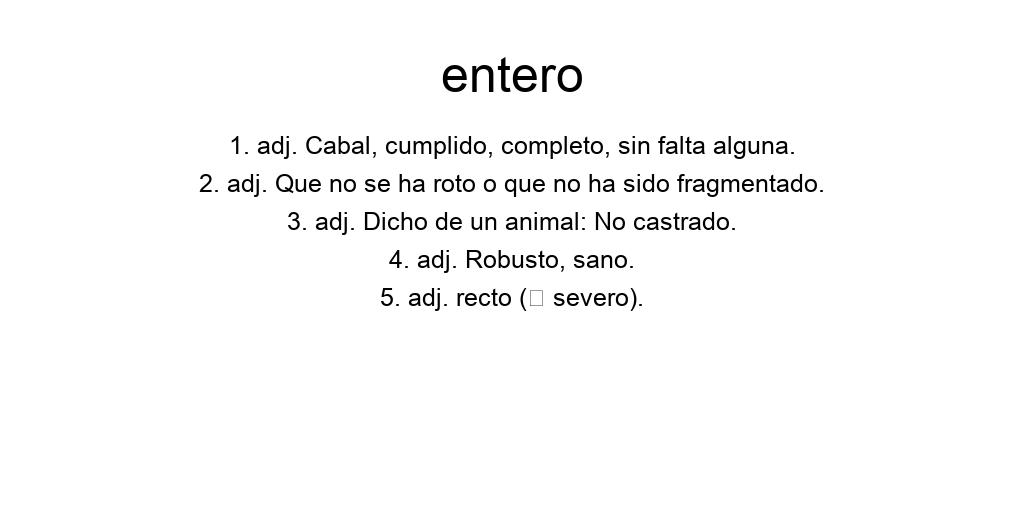 entero
1. adj. Cabal, cumplido, completo, sin falta alguna.
2. adj. Que no se ha roto o que no ha sido fragmentado.
3. adj. Dicho de un animal: No castrado.
4. adj. Robusto, sano.
5. adj. recto (□ severo).